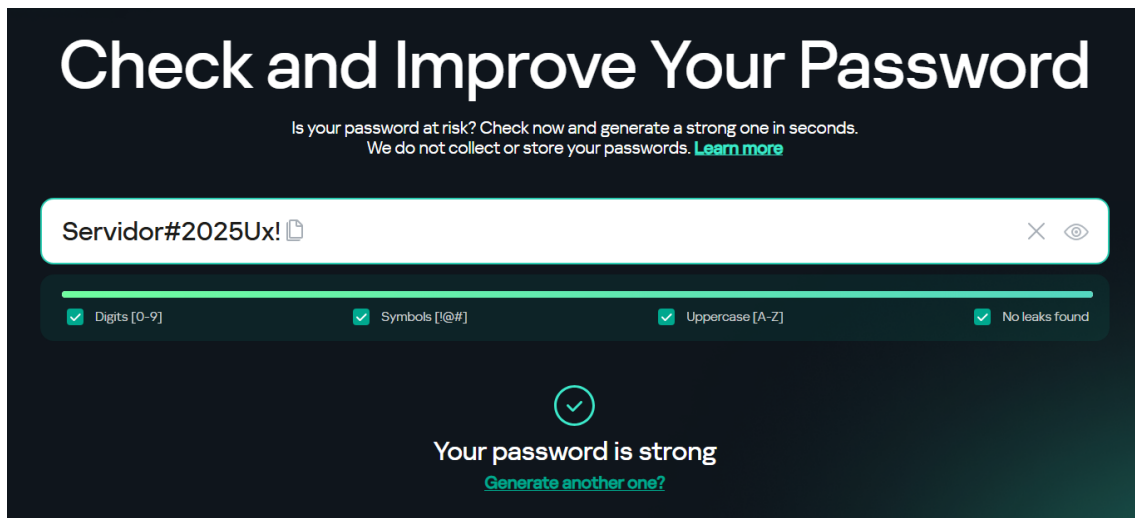 Check and Improve Your Password
Is your password at risk? Check now and generate a strong one in seconds.
We do not collect or store your passwords. Learn more
Servidor#2025Ux!
Digits [0-9] Symbols [!@#] Uppercase [A-Z] No leaks found
Your password is strong
Generate another one?